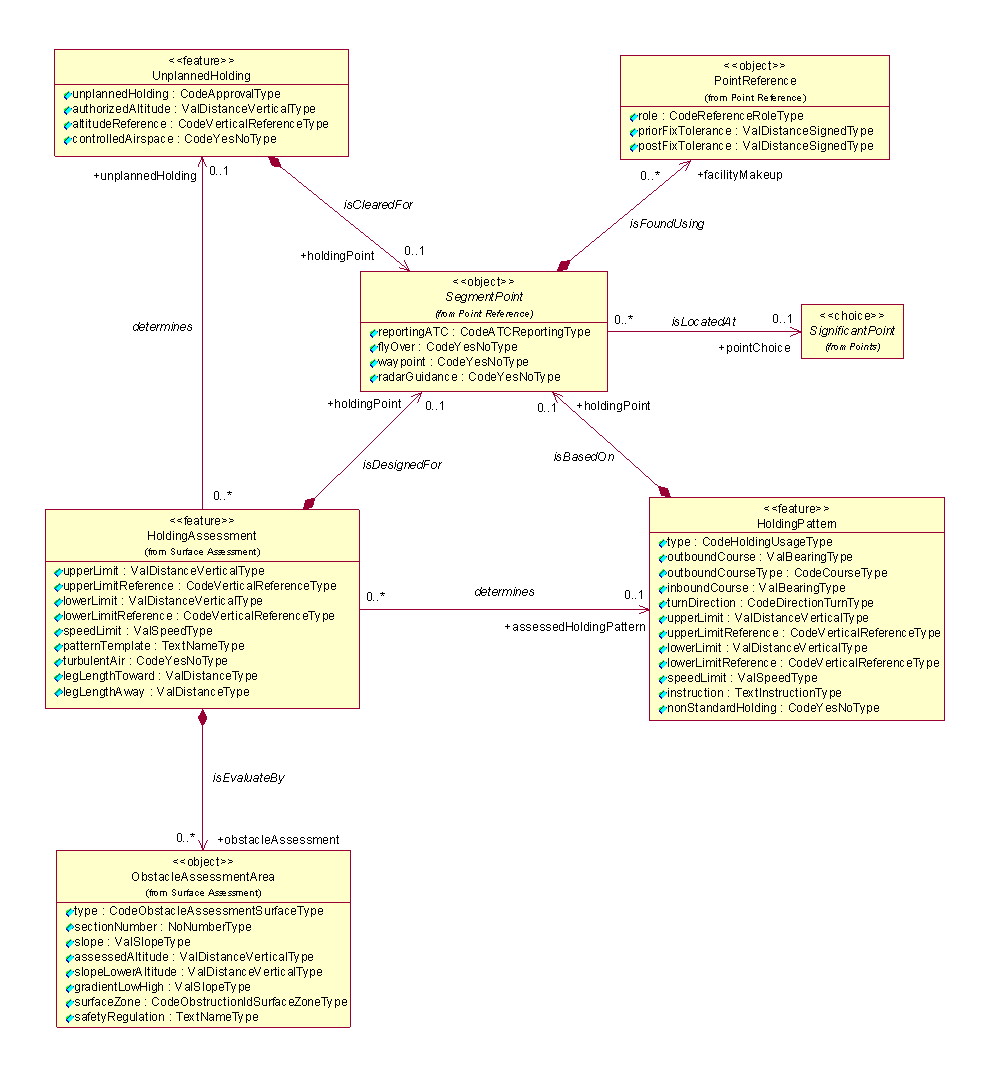 <<feature>>
UnplannedHolding
unplannedHolding : CodeApprovalType
authorizedAltitude : ValDistanceVerticalType
altitudeReference : CodeVerticalReferenceType
controlledAirspace : CodeYesNoType
<<object>>
PointReference
(from Point Reference)
role : CodeReferenceRoleType
priorFixTolerance : ValDistanceSignedType
postFixTolerance : ValDistanceSignedType
+unplannedHolding
0..1
0..*
+facilityMakeup
isClearedFor
isFoundUsing
+holdingPoint
0..1
<<object>>
SegmentPoint
(from Point Reference)
reportingATC : CodeATCReportingType
flyOver : CodeYesNoType
waypoint : CodeYesNoType
radarGuidance : CodeYesNoType
0..*
isLocatedAt
0..1
+pointChoice
<<choice>>
SignificantPoint
(from Points)
determines
+holdingPoint
0..1
0..1
+holdingPoint
isDesignedFor
isBasedOn
0..*
<<feature>>
HoldingAssessment
(from Surface Assessment)
upperLimit : ValDistanceVerticalType
upperLimitReference : CodeVerticalReferenceType
lowerLimit : ValDistanceVerticalType
lowerLimitReference : CodeVerticalReferenceType
speedLimit : ValSpeedType
patternTemplate : TextNameType
turbulentAir : CodeYesNoType
legLengthToward : ValDistanceType
legLengthAway : ValDistanceType
0..*
determines
0..1
+assessedHoldingPattern
<<feature>>
HoldingPattern
type : CodeHoldingUsageType
outboundCourse : ValBearingType
outboundCourseType : CodeCourseType
inboundCourse : ValBearingType
turnDirection : CodeDirectionTurnType
upperLimit : ValDistanceVerticalType
upperLimitReference : CodeVerticalReferenceType
lowerLimit : ValDistanceVerticalType
lowerLimitReference : CodeVerticalReferenceType
speedLimit : ValSpeedType
instruction : TextInstructionType
nonStandardHolding : CodeYesNoType
isEvaluateBy
0..*
+obstacleAssessment
<<object>>
ObstacleAssessmentArea
(from Surface Assessment)
type : CodeObstacleAssessmentSurfaceType
sectionNumber : NoNumberType
slope : ValSlopeType
assessedAltitude : ValDistanceVerticalType
slopeLowerAltitude : ValDistanceVerticalType
gradientLowHigh : ValSlopeType
surfaceZone : CodeObstructionIdSurfaceZoneType
safetyRegulation : TextNameType